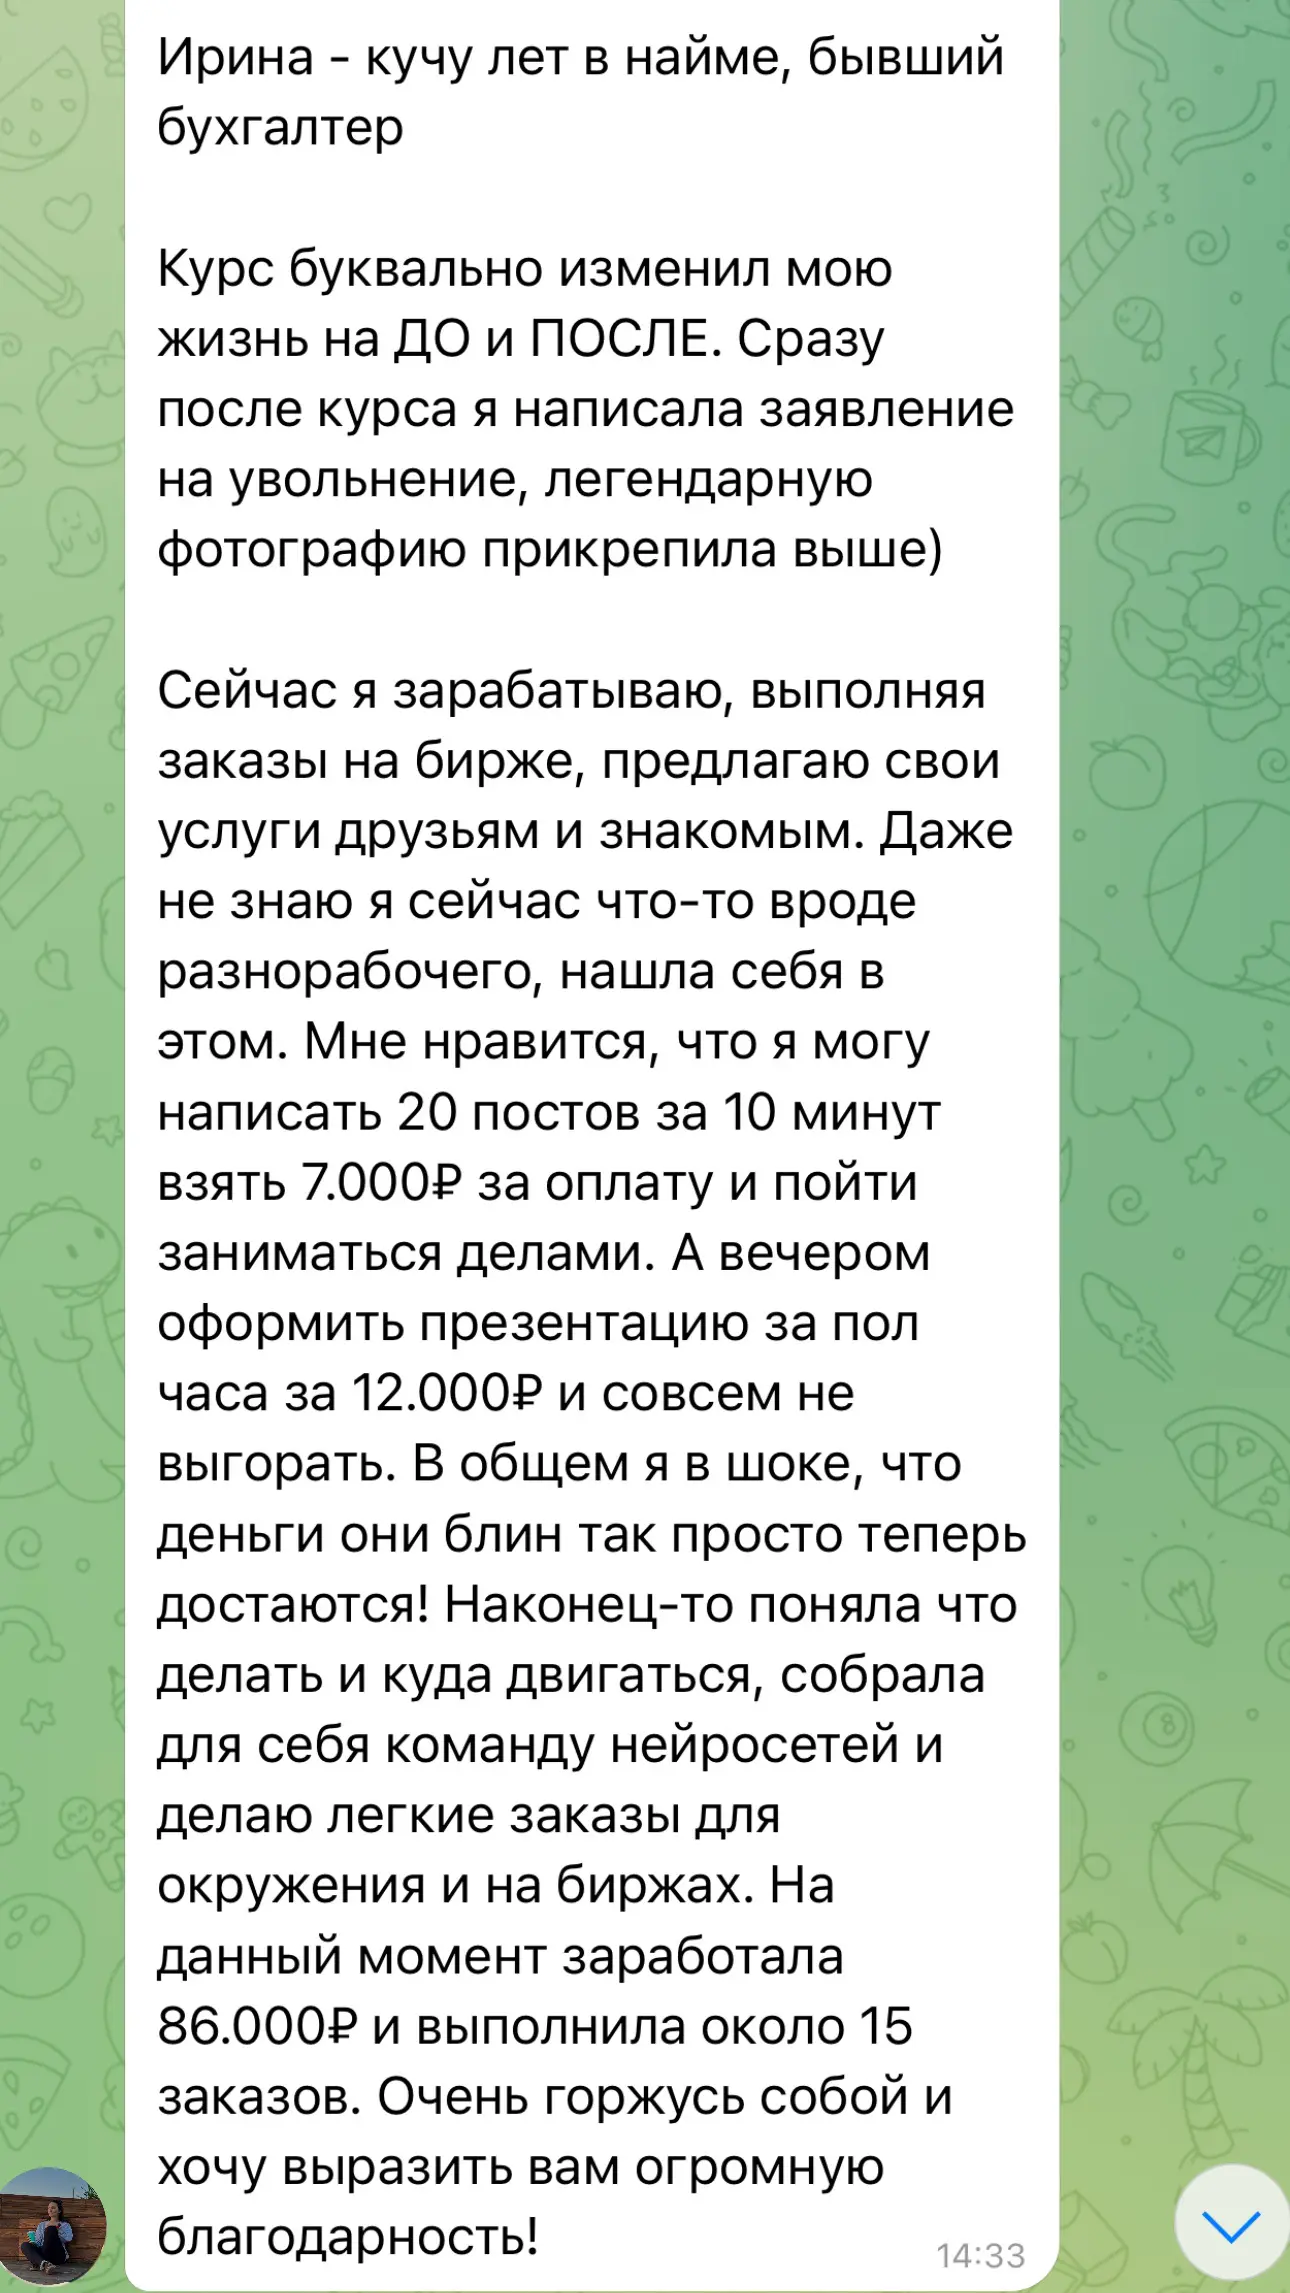 Ирина - кучу лет в найме, бывший
бухгалтер
Курс буквально изменил мою
жизнь на ДО и ПОСЛЕ. Сразу
после курса я написала заявление
на увольнение, легендарную
фотографию прикрепила выше)
Сейчас я зарабатываю, выполняя
заказы на бирже, предлагаю свои
услуги друзьям и знакомым. Даже
не знаю я сейчас что-то вроде
разнорабочего, нашла себя в
этом. Мне нравится, что я могу
написать 20 постов за 10 минут
взять 7.000₽ за оплату и пойти
заниматься делами. А вечером
оформить презентацию за пол
часа за 12.000₽ и совсем не
выгорать. В общем я в шоке, что
деньги они блин так просто теперь
достаются! Наконец-то поняла что
делать и куда двигаться, собрала
для себя команду нейросетей и
делаю легкие заказы для
окружения и на биржах. На
данный момент заработала
86.000₽ и выполнила около 15
заказов. Очень горжусь собой и
хочу выразить вам огромную
благодарность!
14:33